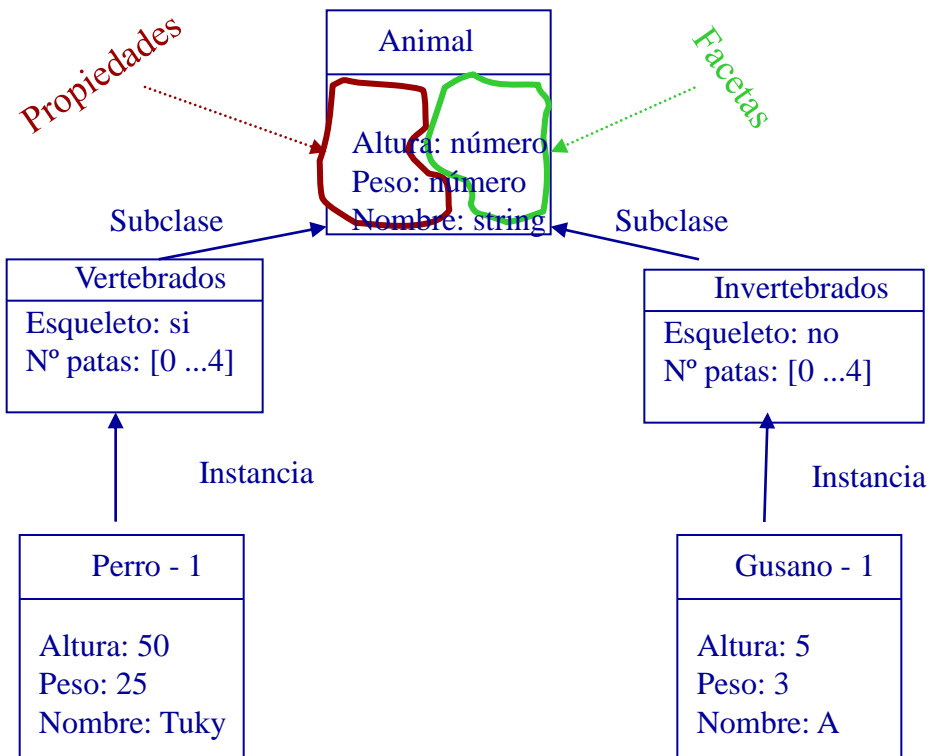 Propiedades
Animal
Facetas
Altura: número
Peso: número
Nombre: string
Subclase
Subclase
Vertebrados
Esqueleto: si
Nº patas: [0 ...4]
Invertebrados
Esqueleto: no
Nº patas: [0 ...4]
Instancia
Instancia
Perro - 1
Altura: 50
Peso: 25
Nombre: Tuky
Gusano - 1
Altura: 5
Peso: 3
Nombre: A